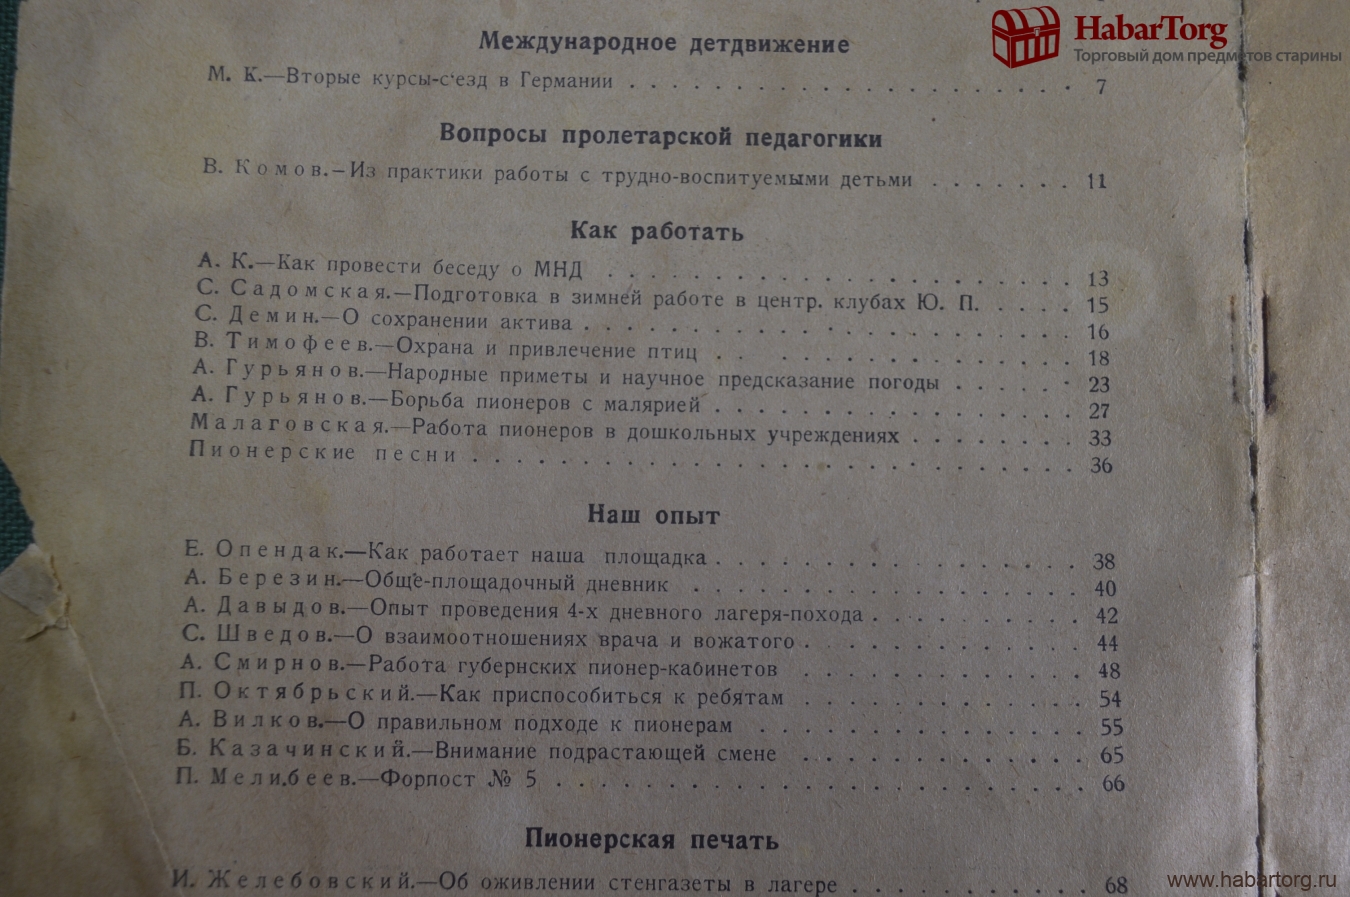 HabarTorg
Торговый дом предметов старины
Международное детдвижение
М. К.—Вторые курсы-с'езд в Германии . . . . . . . . . . . . . . . . . . . . 7
Вопросы пролетарской педагогики
В. Комов.—Из практики работы с трудно-воспитуемыми детьми . . . . . . . 11
Как работать
А. К.—Как провести беседу о МНД . . . . . . . . . . . . . . . . . . . . 13
С. Садомская.—Подготовка в зимней работе в центр. клубах Ю. П. . . . . 15
С. Демин.—О сохранении актива . . . . . . . . . . . . . . . . . . . . 16
В. Тимофеев.—Охрана и привлечение птиц . . . . . . . . . . . . . . . 18
А. Гурьянов.—Народные приметы и научное предсказание погоды . . . . . . 23
А. Гурьянов.—Борьба пионеров с малярией . . . . . . . . . . . . . . . . 27
Малаговская.—Работа пионеров в дошкольных учреждениях . . . . . . . . 33
Пионерские песни . . . . . . . . . . . . . . . . . . . . . . . . . . 36
Наш опыт
Е. Опендак.—Как работает наша площадка . . . . . . . . . . . . . . . . 38
А. Березин.—Обще-площадочный дневник . . . . . . . . . . . . . . . . . 40
А. Давыдов.—Опыт проведения 4-х дневного лагеря-похода . . . . . . . . . 42
С. Шведов.—О взаимоотношениях врача и вожатого . . . . . . . . . . . . 44
А. Смирнов.—Работа губернских пионер-кабинетов . . . . . . . . . . . . 48
П. Октябрьский.—Как приспособиться к ребятам . . . . . . . . . . . . 54
А. Вилков.—О правильном подходе к пионерам . . . . . . . . . . . . . . 55
Б. Казачинский.—Внимание подрастающей смене . . . . . . . . . . . . 65
П. Мелибеев.—Форпост № 5 . . . . . . . . . . . . . . . . . . . . . . 66
Пионерская печать
И. Желебовский.—Об оживлении стенгазеты в лагере . . . . . . . . . . . 68
www.habartorg.ru